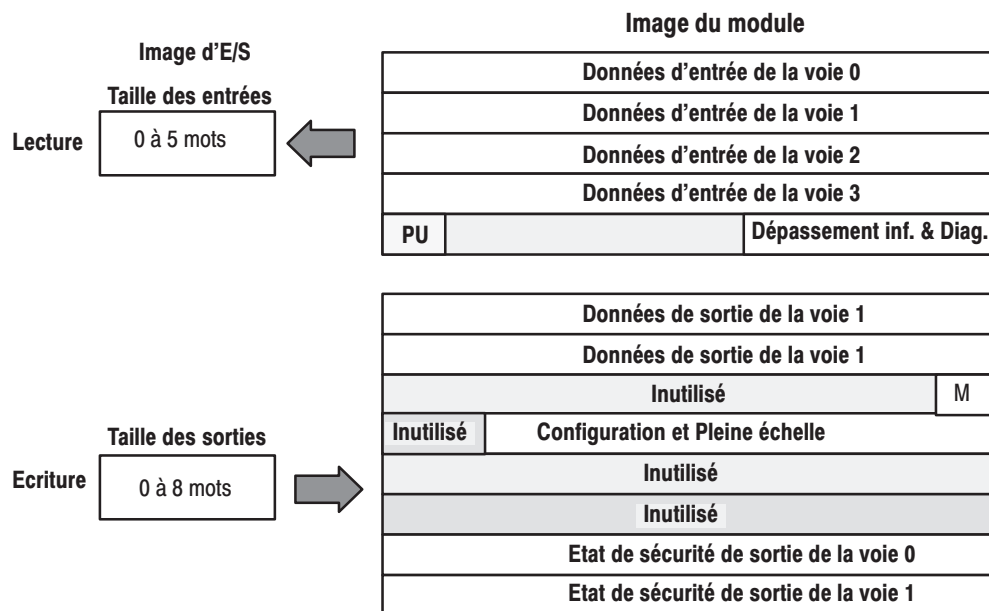 Image du module
Image d'E/S
Taille des entrées
Lecture
0 à 5 mots
Données d'entrée de la voie 0
Données d'entrée de la voie 1
Données d'entrée de la voie 2
Données d'entrée de la voie 3
PU
Dépassement inf. & Diag.
Données de sortie de la voie 1
Données de sortie de la voie 1
Inutilisé
M
Inutilisé
Configuration et Pleine échelle
Taille des sorties
Ecriture
0 à 8 mots
Inutilisé
Inutilisé
Etat de sécurité de sortie de la voie 0
Etat de sécurité de sortie de la voie 1